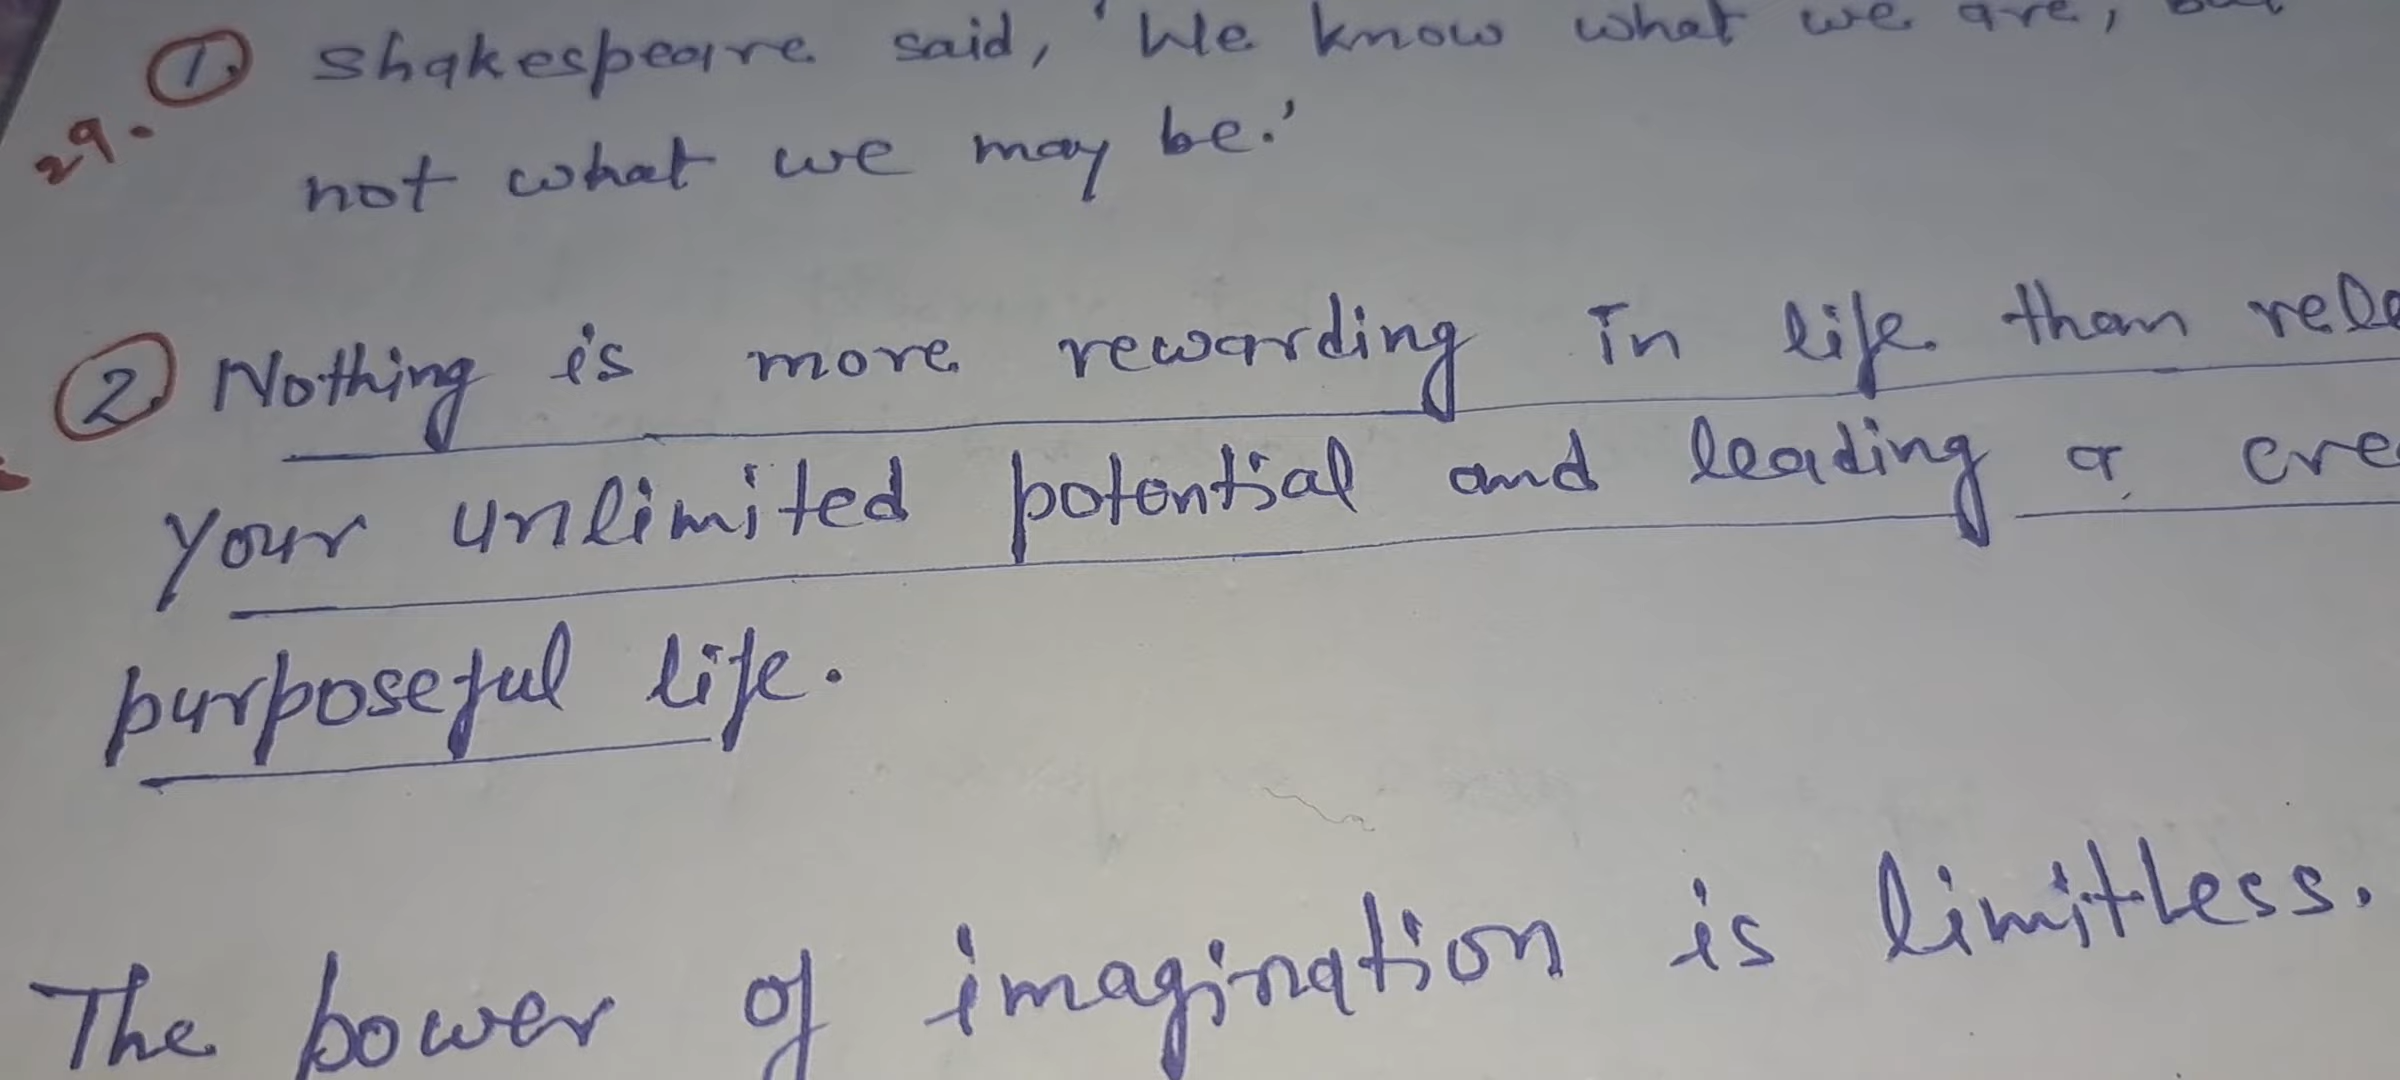 ① Shakespeare said, 'We know what we are, but
29.
not what we may be.'
② Nothing is more rewarding in life than
your unlimited potential and leading a
purposeful life.
The power of imagination is limitless.